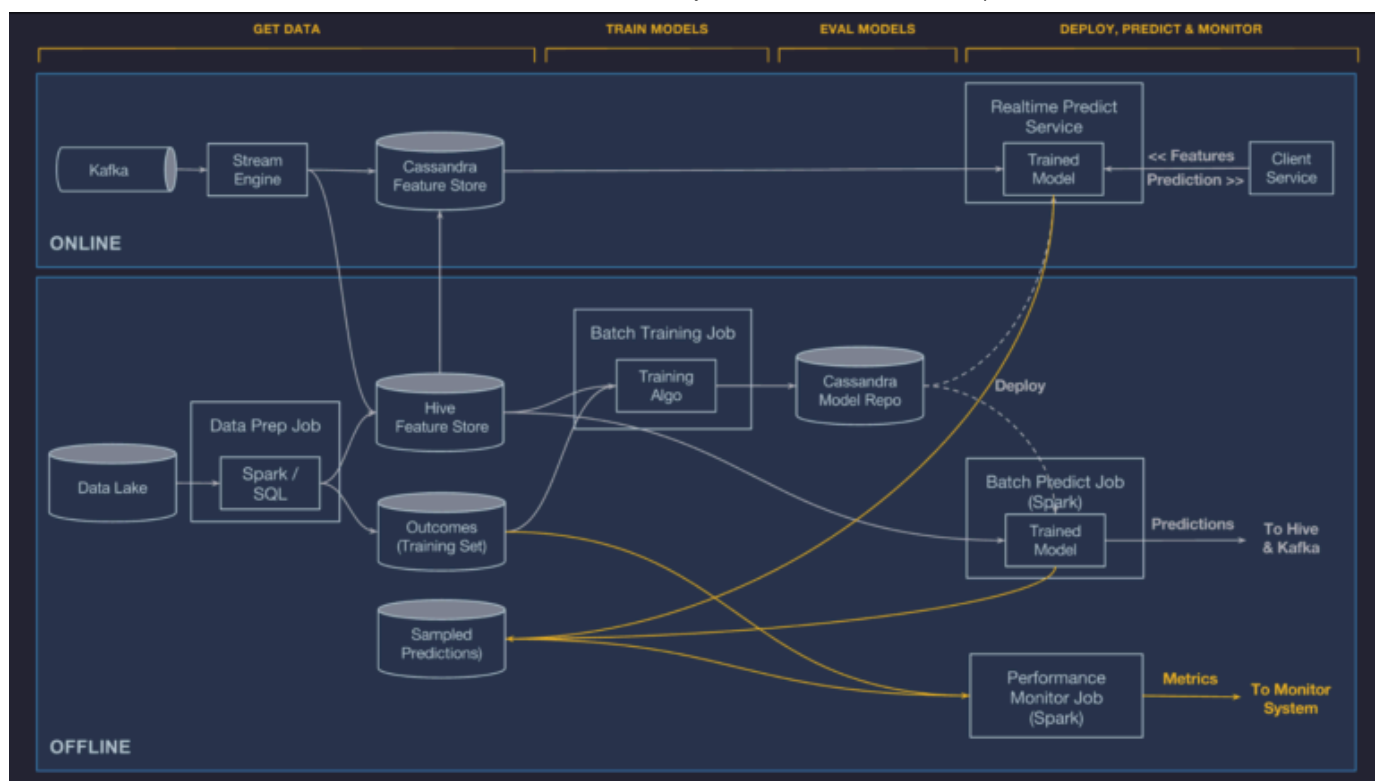 GET DATA
TRAIN MODELS
EVAL MODELS
DEPLOY, PREDICT & MONITOR
Realtime Predict
Service
Kafka
Stream
Engine
Cassandra
Feature Store
Trained
Model
<< Features
Prediction >>
Client
Service
ONLINE
Batch Training Job
Training
Algo
Cassandra
Model Repo
Deploy
Hive
Feature Store
Data Prep Job
Data Lake
Spark /
SQL
Batch Predict Job
(Spark)
Outcomes
(Training Set)
Trained
Model
Predictions
To Hive
& Kafka
Sampled
Predictions)
Performance
Monitor Job
(Spark)
Metrics
To Monitor
System
OFFLINE